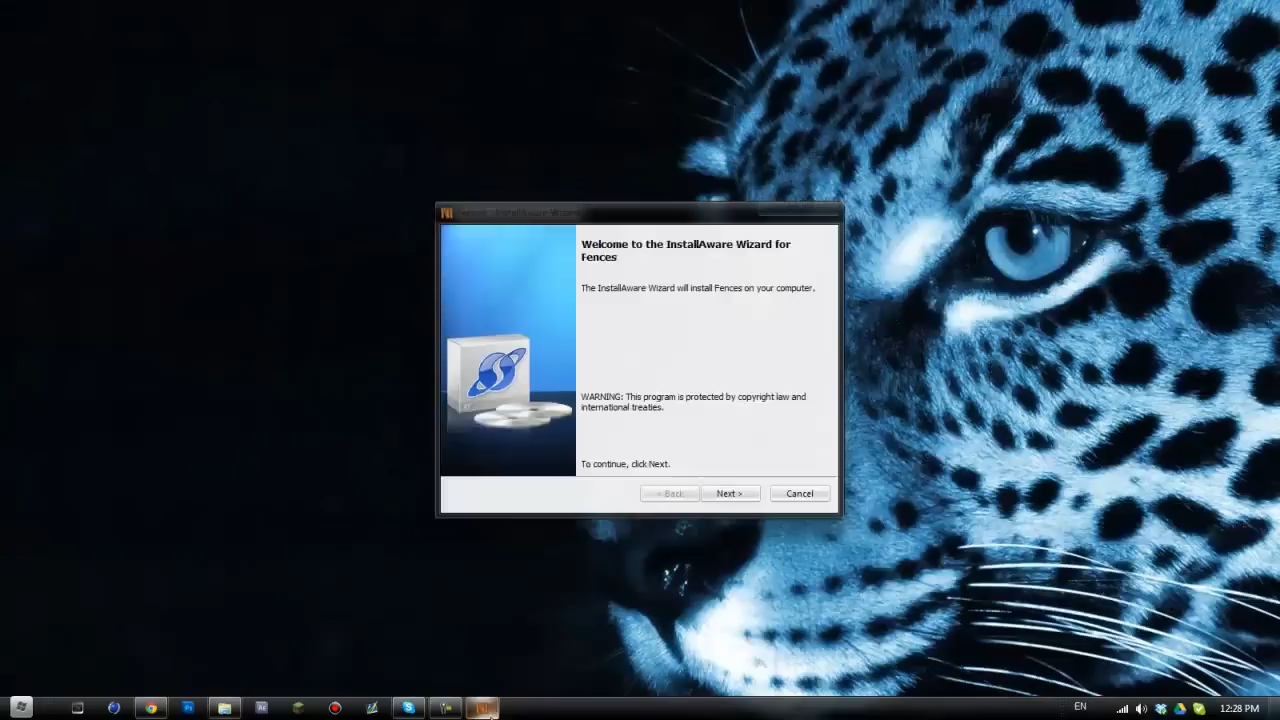 InstallAware Wizard
Welcome to the InstallAware Wizard for
Fences
The InstallAware Wizard will install Fences on your computer.
WARNING: This program is protected by copyright law and
international treaties.
To continue, click Next.
< Back
Next >
Cancel
EN
12:28 PM